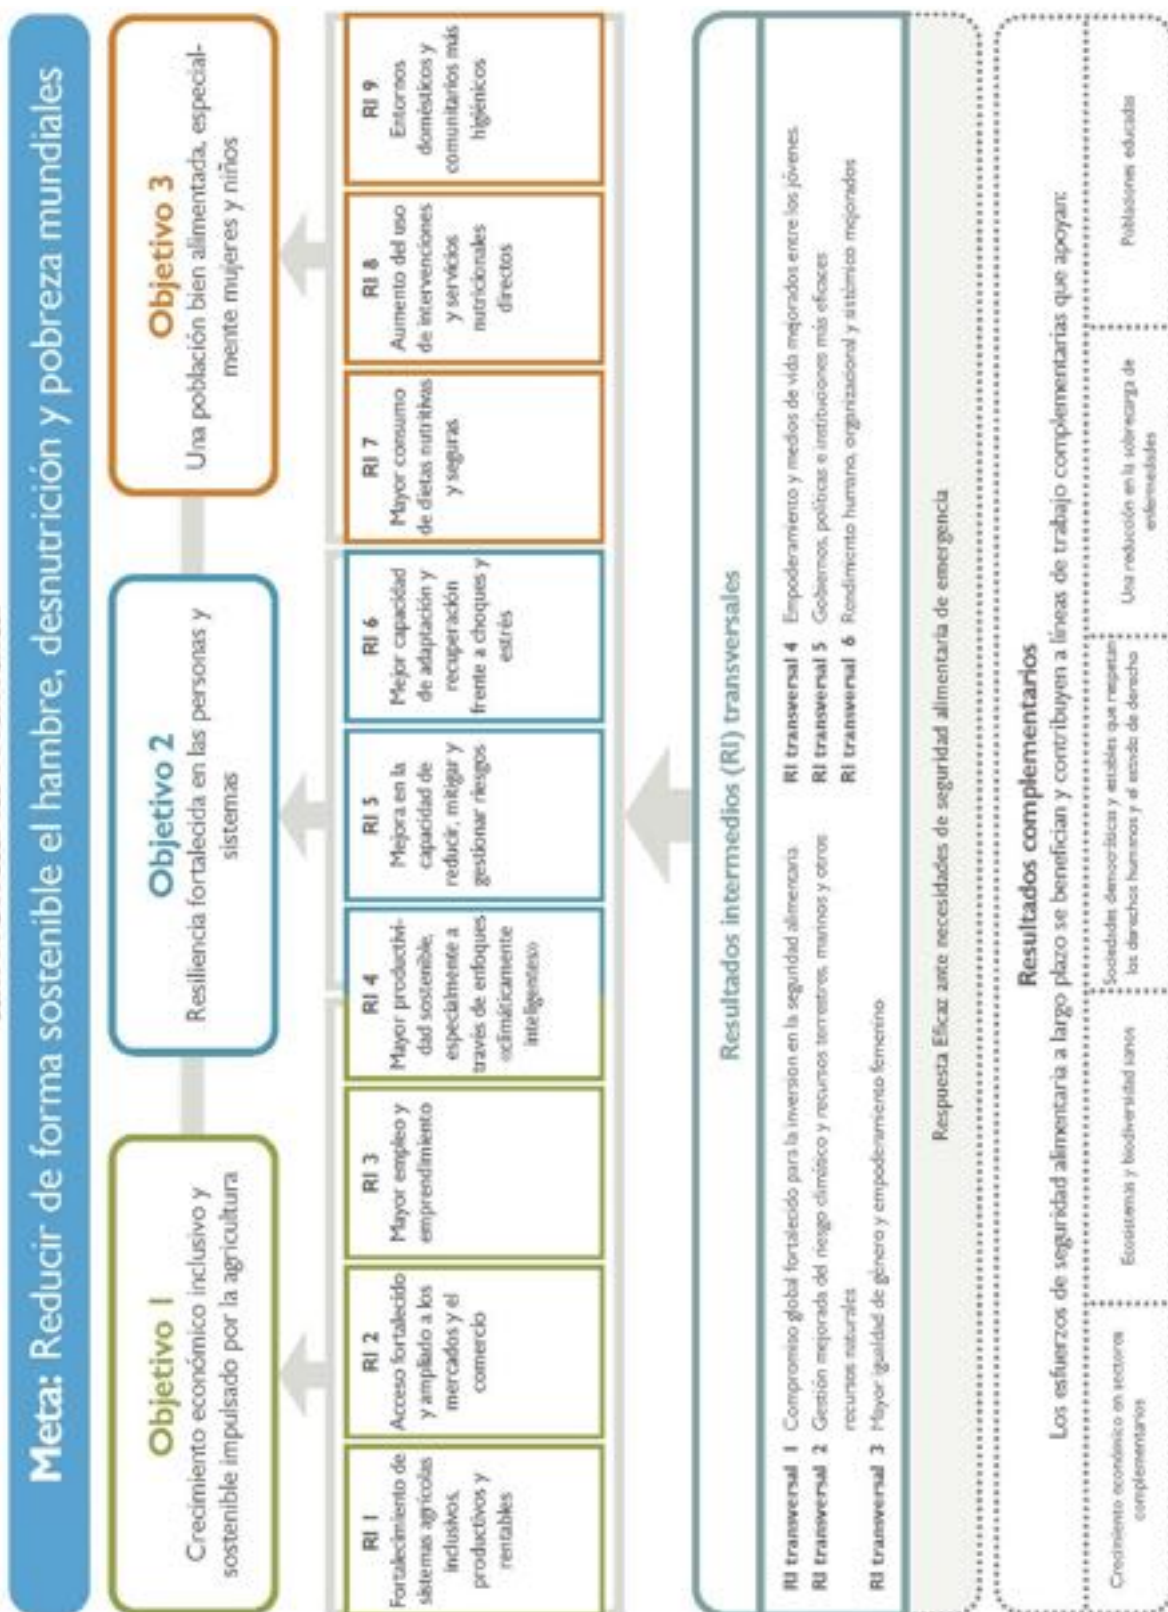 Meta: Reducir de forma sostenible el hambre, desnutrición y pobreza mundiales
Objetivo 1
Crecimiento económico inclusivo y
sostenible impulsado por la agricultura
Objetivo 2
Resiliencia fortalecida en las personas y
sistemas
Objetivo 3
Una población bien alimentada, especial-
mente mujeres y niños
RI 1
Fortalecimiento de
sistemas agrícolas
inclusivos,
productivos y
rentables
RI 2
Acceso fortalecido
y ampliado a los
mercados y el
comercio
RI 3
Mayor empleo y
emprendimiento
RI 4
Mayor productivi-
dad sostenible,
especialmente a
través de enfoques
«climáticamente
inteligentes»
RI 5
Mejora en la
capacidad de
reducir, mitigar y
gestionar riesgos
RI 6
Mejor capacidad
de adaptación y
recuperación
frente a choques y
estrés
RI 7
Mayor consumo
de dietas nutritivas
y seguras
RI 8
Aumento del uso
de intervenciones
y servicios
nutricionales
directos
RI 9
Entornos
domésticos y
comunitarios más
higiénicos
Resultados intermedios (RI) transversales
RI transversal 1 Compromiso global fortalecido para la inversion en la seguridad alimentaria
RI transversal 2 Gestión mejorada del riesgo climático y recursos terrestres, marinos y otros
recursos naturales
RI transversal 3 Mayor igualdad de género y empoderamiento femenino
RI transversal 4 Empoderamiento y medios de vida mejorados entre los jóvenes.
RI transversal 5 Gobiernos, políticas e instituciones más eficaces
RI transversal 6 Rendimiento humano, organizacional y sistémico mejorados
Respuesta Eficaz ante necesidades de seguridad alimentaria de emergencia
Resultados complementarios
Los esfuerzos de seguridad alimentaria a largo plazo se benefician y contribuyen a líneas de trabajo complementarias que apoyan:
Crecimiento económico en sectores
complementarios
Ecosistemas y biodiversidad sanos
Sociedades democráticas y estables que respetan
los derechos humanos y el estado de derecho
Una reducción en la sobrecarga de
enfermedades
Poblaciones educadas